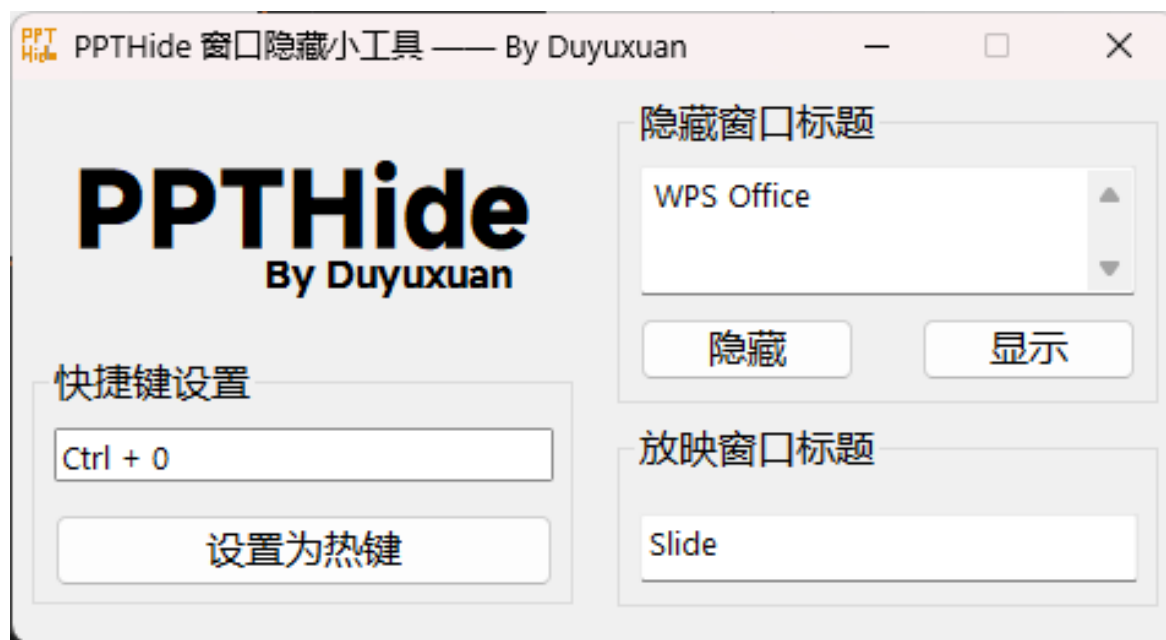 PPT
Hide
PPTHide 窗口隐藏小工具 —— By Duyuxuan
PPTHide
By Duyuxuan
快捷键设置
Ctrl + 0
设置为热键
隐藏窗口标题
WPS Office
隐藏 显示
放映窗口标题
Slide